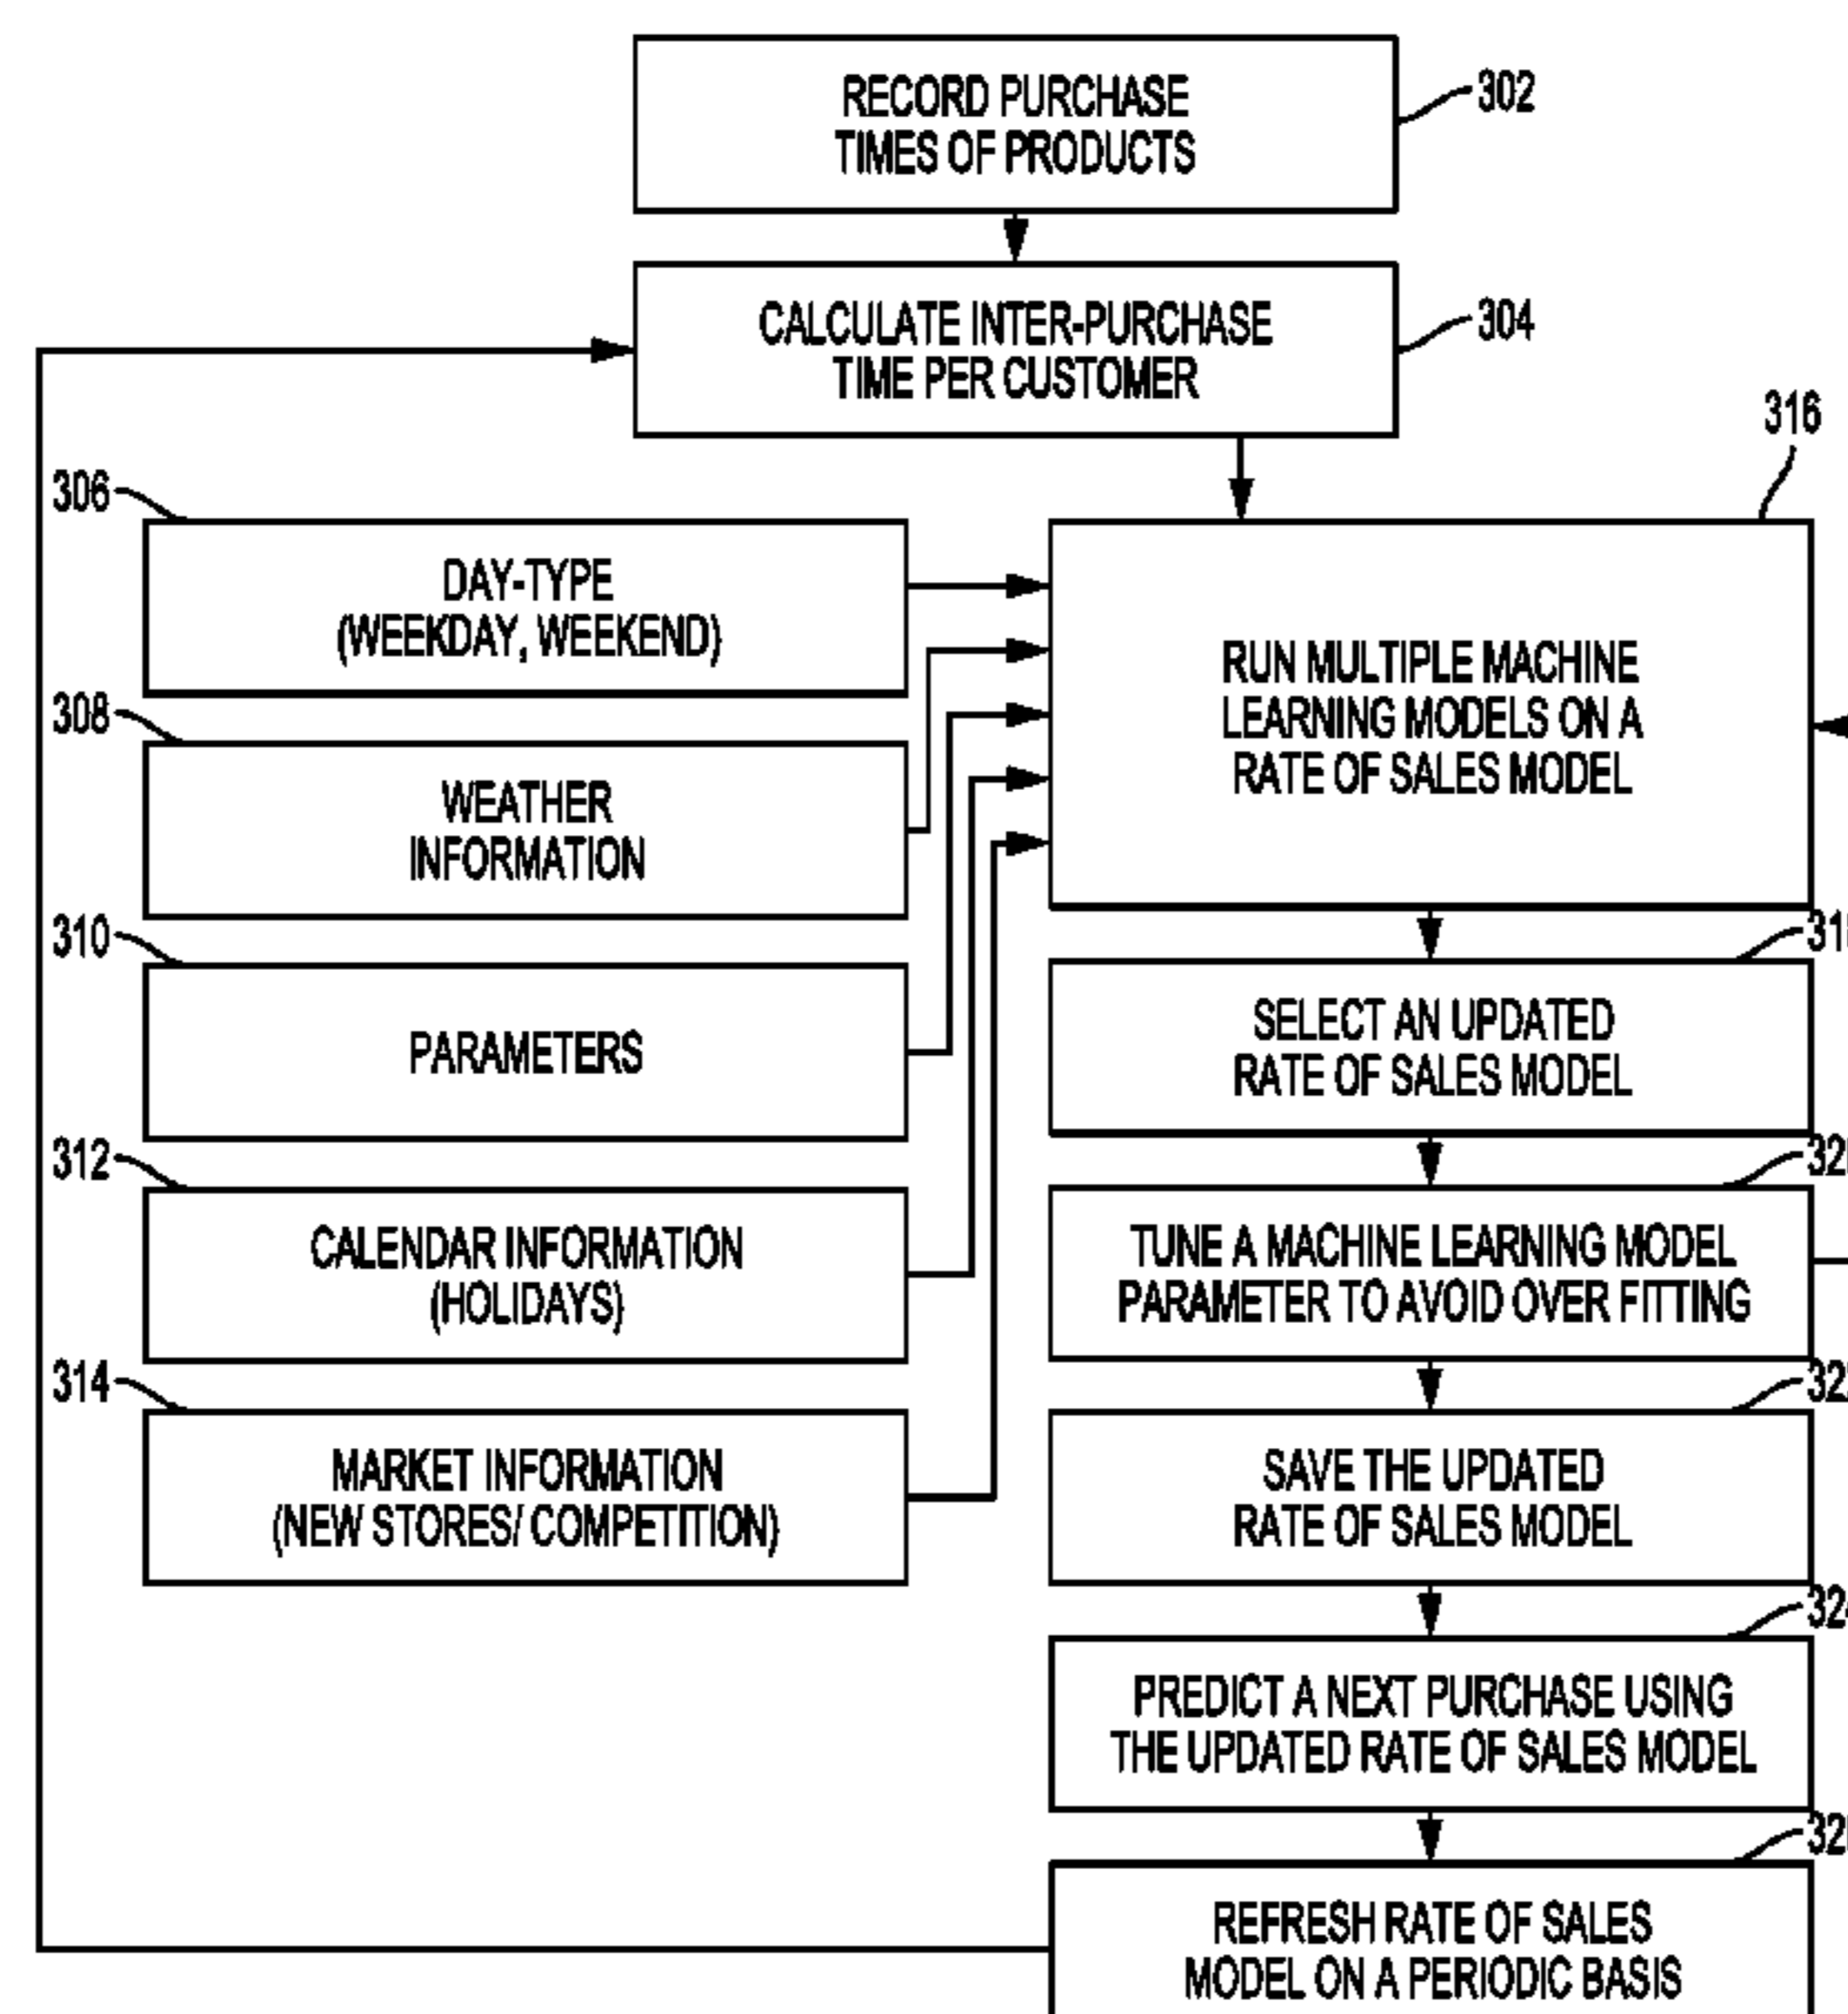 RECORD PURCHASE
TIMES OF PRODUCTS
302
CALCULATE INTER-PURCHASE
TIME PER CUSTOMER
304
316
306
DAY-TYPE
(WEEKDAY, WEEKEND)
308
WEATHER
INFORMATION
310
PARAMETERS
312
CALENDAR INFORMATION
(HOLIDAYS)
314
MARKET INFORMATION
(NEW STORES/ COMPETITION)
RUN MULTIPLE MACHINE
LEARNING MODELS ON A
RATE OF SALES MODEL
SELECT AN UPDATED
RATE OF SALES MODEL
TUNE A MACHINE LEARNING MODEL
PARAMETER TO AVOID OVER FITTING
SAVE THE UPDATED
RATE OF SALES MODEL
PREDICT A NEXT PURCHASE USING
THE UPDATED RATE OF SALES MODEL
REFRESH RATE OF SALES
MODEL ON A PERIODIC BASIS